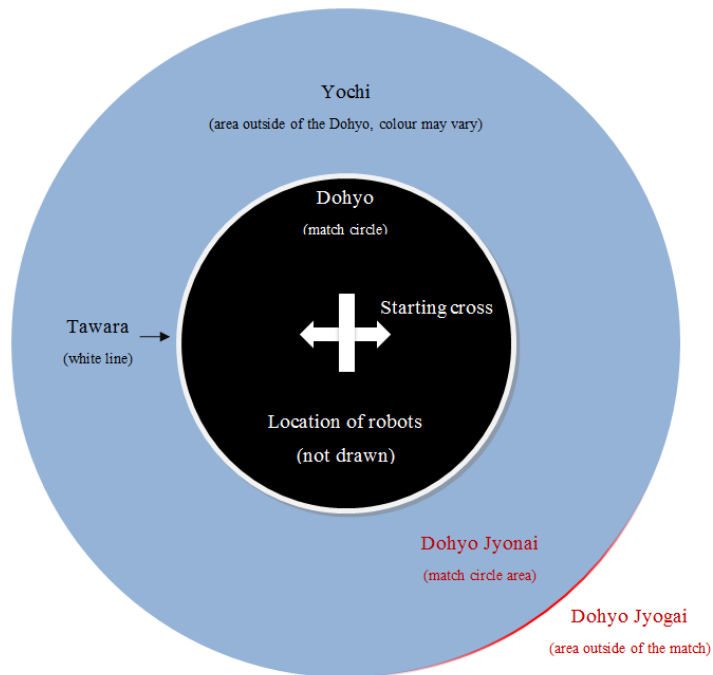 Yochi
(area outside of the Dohyo, colour may vary)
Dohyo
(match circle)
Starting cross
Tawara
(white line)
Location of robots
(not drawn)
Dohyo Jyonai
(match circle area)
Dohyo Jyogai
(area outside of the match)